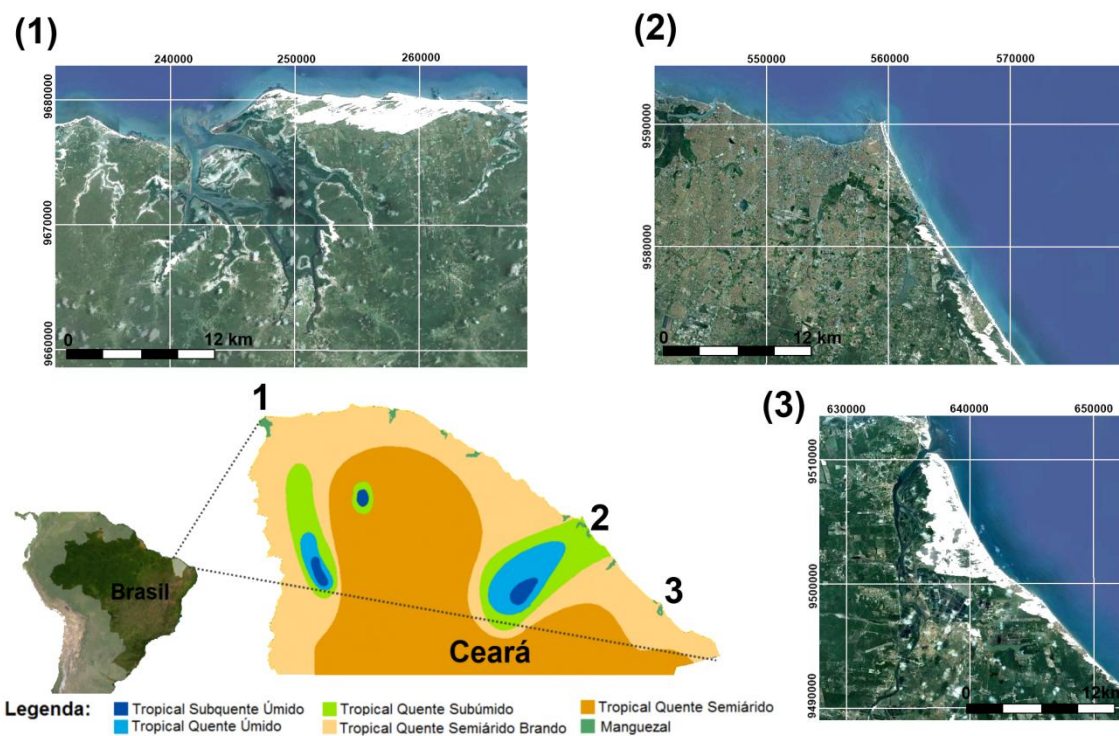 (1)
240000 250000 260000
9680000
9670000
9660000
0 12 km
(2)
550000 560000 570000
9590000
9580000
0 12 km
(3)
630000 640000 650000
9510000
9500000
9490000
0 12km
1
2
3
Brasil
Ceará
Legenda:
Tropical Subquente Úmido
Tropical Quente Úmido
Tropical Quente Subúmido
Tropical Quente Semiárido Brando
Tropical Quente Semiárido
Manguezal